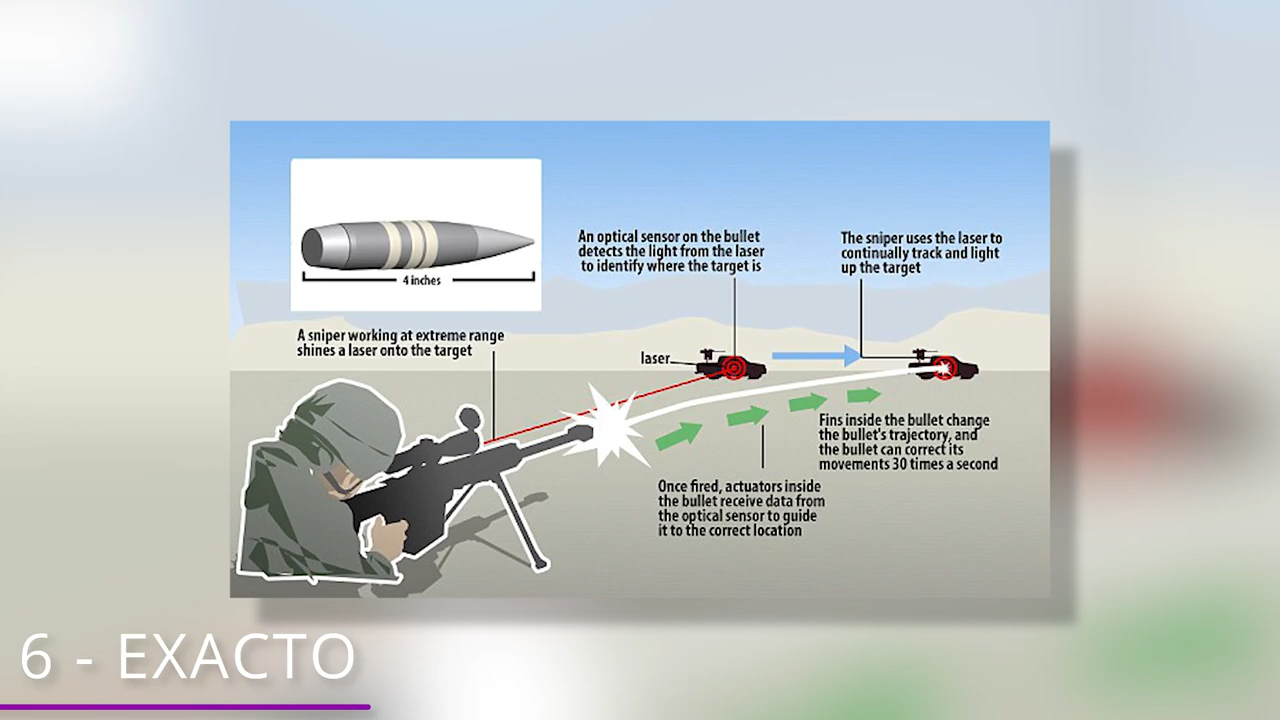 4 inches
An optical sensor on the bullet
detects the light from the laser
to identify where the target is
The sniper uses the laser to
continually track and light
up the target
A sniper working at extreme range
shines a laser onto the target
laser
Fins inside the bullet change
the bullet's trajectory, and
the bullet can correct its
movements 30 times a second
Once fired, actuators inside
the bullet receive data from
the optical sensor to guide
it to the correct location
6 - EXACTO